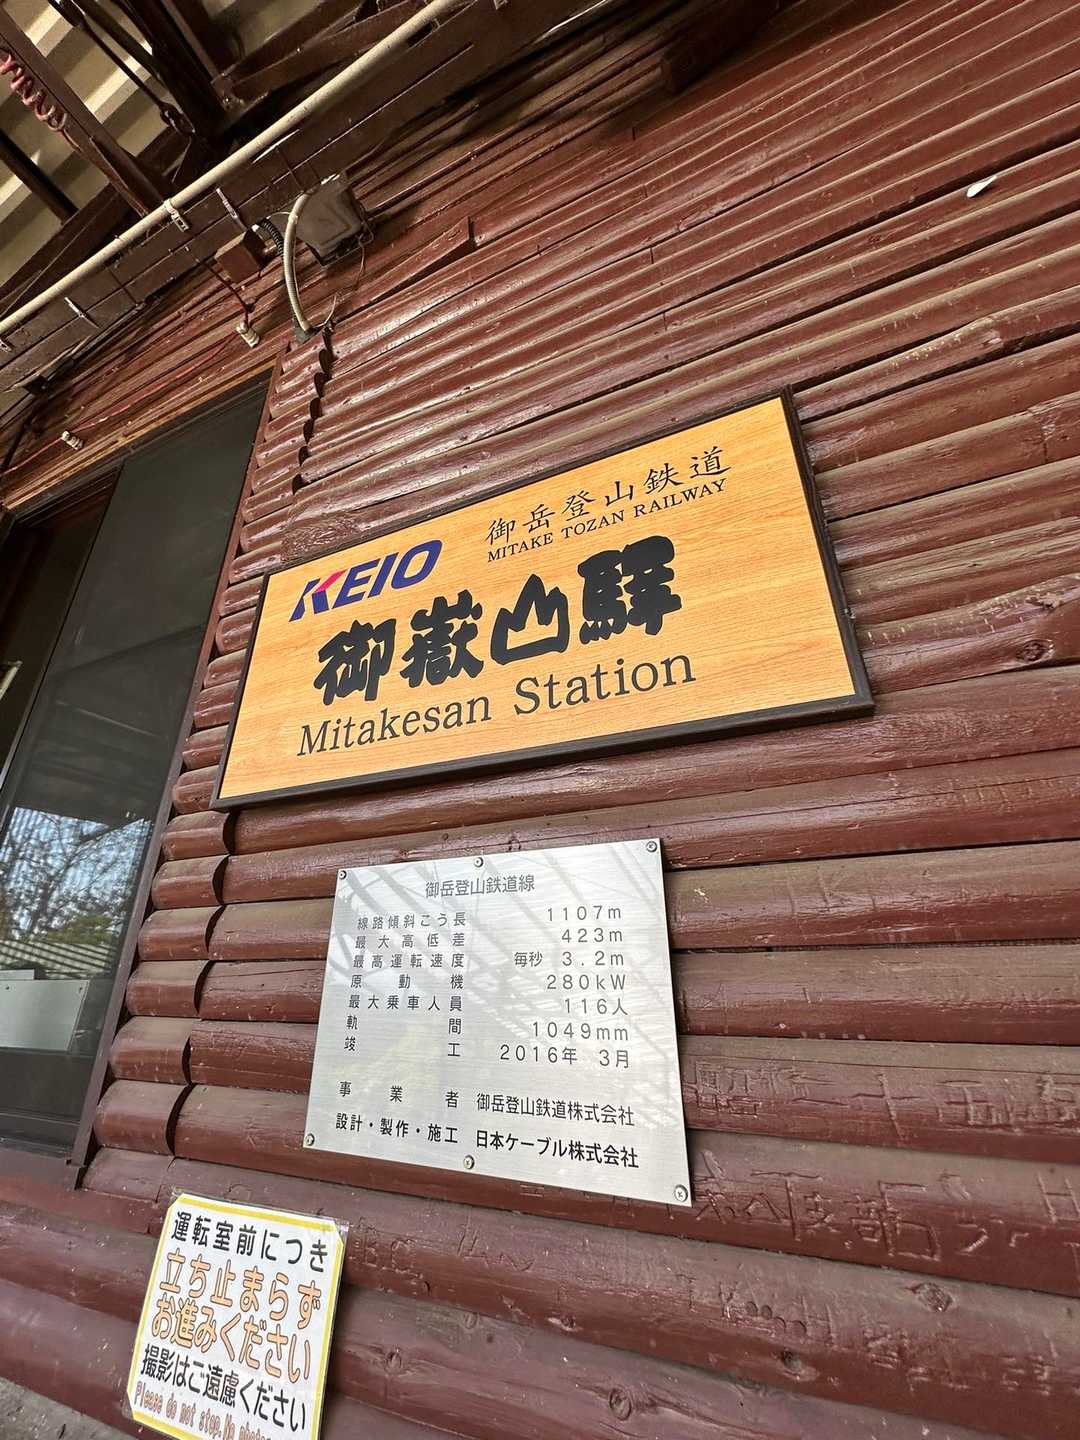 KEIO
御岳登山鉄道
MITAKE TOZAN RAILWAY
御嶽山驛
Mitakesan Station
御岳登山鉄道線
線路傾斜こう長 1107m
最大高低差 423m
最高運転速度 毎秒 3.2m
原動機 280kW
最大乗車人員 116人
軌間 1049mm
竣工 2016年 3月
事業者 御岳登山鉄道株式会社
設計・製作・施工 日本ケーブル株式会社
運転室前につき
立ち止まらず
お進みください
撮影はご遠慮ください
Please do not stop. No